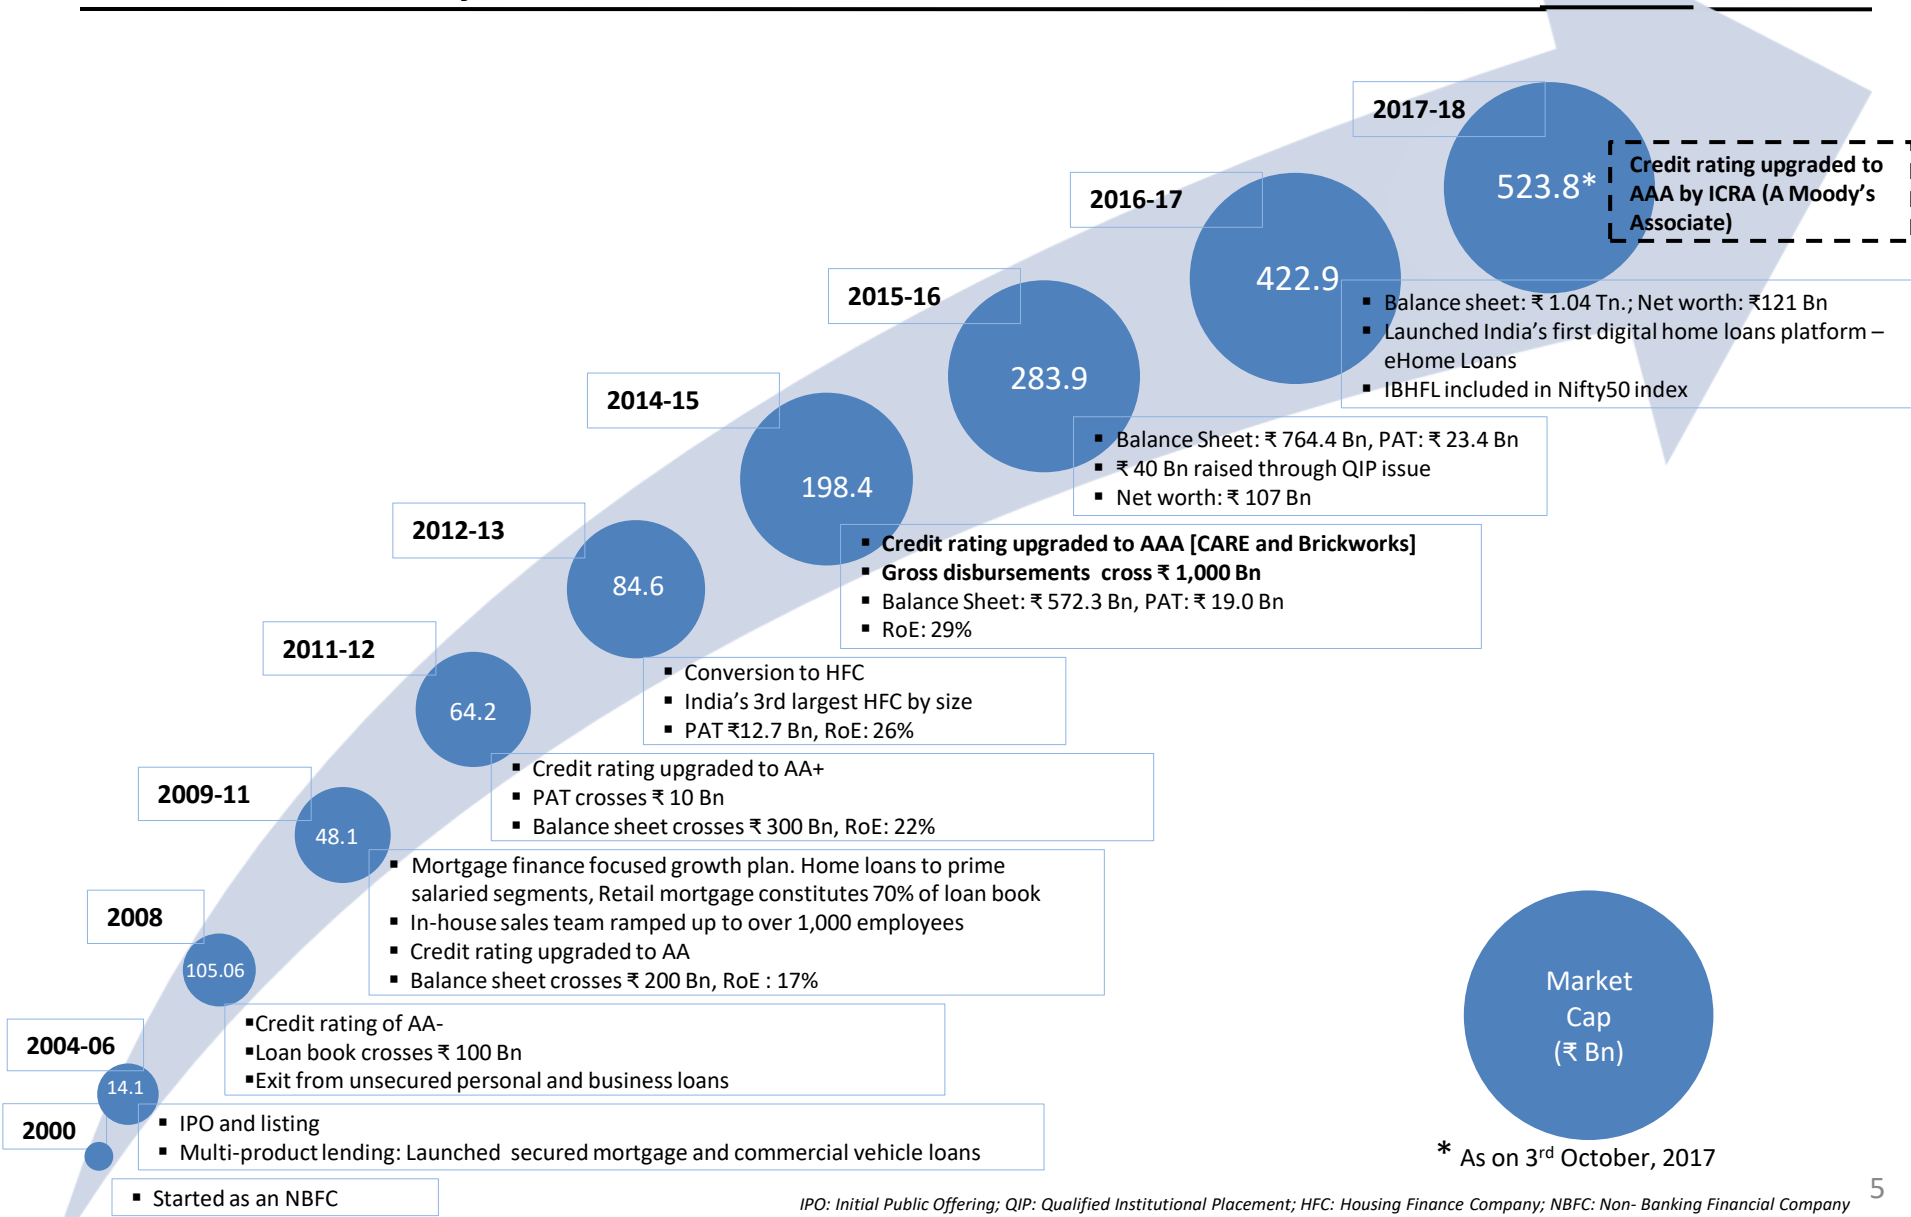 2017-18
523.8*
Credit rating upgraded to
AAA by ICRA (A Moody’s
Associate)
2016-17
422.9
▪ Balance sheet: ₹ 1.04 Tn.; Net worth: ₹121 Bn
▪ Launched India’s first digital home loans platform –
eHome Loans
▪ IBHFL included in Nifty50 index
2015-16
283.9
▪ Balance Sheet: ₹ 764.4 Bn, PAT: ₹ 23.4 Bn
▪ ₹ 40 Bn raised through QIP issue
▪ Net worth: ₹ 107 Bn
2014-15
198.4
▪ Credit rating upgraded to AAA [CARE and Brickworks]
▪ Gross disbursements cross ₹ 1,000 Bn
▪ Balance Sheet: ₹ 572.3 Bn, PAT: ₹ 19.0 Bn
▪ RoE: 29%
2012-13
84.6
▪ Conversion to HFC
▪ India’s 3rd largest HFC by size
▪ PAT ₹12.7 Bn, RoE: 26%
2011-12
64.2
▪ Credit rating upgraded to AA+
▪ PAT crosses ₹ 10 Bn
▪ Balance sheet crosses ₹ 300 Bn, RoE: 22%
2009-11
48.1
▪ Mortgage finance focused growth plan. Home loans to prime
salaried segments, Retail mortgage constitutes 70% of loan book
▪ In-house sales team ramped up to over 1,000 employees
▪ Credit rating upgraded to AA
▪ Balance sheet crosses ₹ 200 Bn, RoE : 17%
2008
105.06
▪Credit rating of AA-
▪Loan book crosses ₹ 100 Bn
▪Exit from unsecured personal and business loans
2004-06
14.1
▪ IPO and listing
▪ Multi-product lending: Launched secured mortgage and commercial vehicle loans
2000
▪ Started as an NBFC
Market
Cap
(₹ Bn)
* As on 3rd October, 2017
IPO: Initial Public Offering; QIP: Qualified Institutional Placement; HFC: Housing Finance Company; NBFC: Non- Banking Financial Company
5